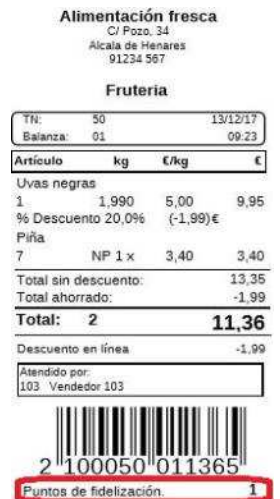 Alimentación fresca
C/ Pozo, 34
Alcala de Henares
91234 567
Fruteria
TN: 50 13/12/17
Balanza: 01 09:23
Artículo kg €/kg €
Uvas negras
1 1,990 5,00 9,95
% Descuento 20,0% (-1,99)€
Piña
7 NP 1 x 3,40 3,40
Total sin descuento: 13,35
Total ahorrado: -1,99
Total: 2 11,36
Descuento en línea -1,99
Atendido por:
103 Vendedor 103
2 100050 011365
Puntos de fidelización. 1